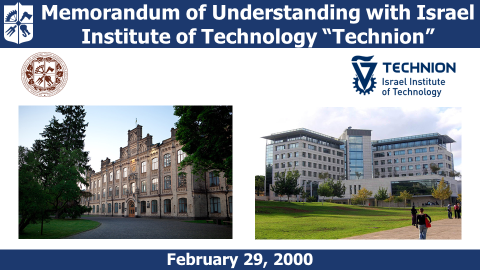 Memorandum of Understanding with Israel
Institute of Technology “Technion”
TECHNION
Israel Institute
of Technology
February 29, 2000